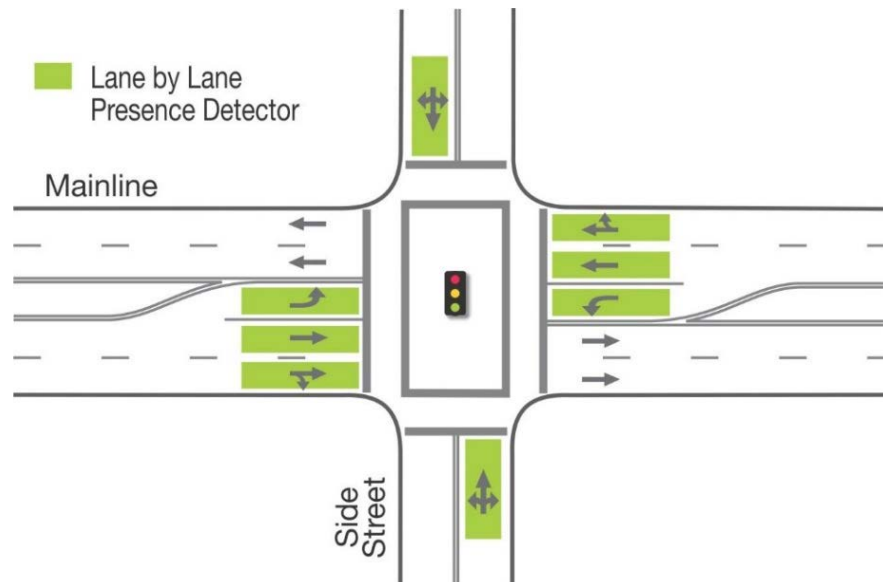 Lane by Lane
Presence Detector
Mainline
Side
Street